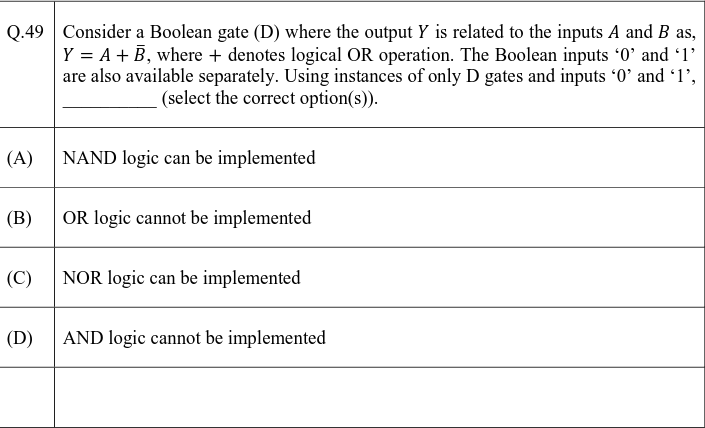 Q.49 Consider a Boolean gate (D) where the output Y is related to the inputs A and B as,
Y = A + B̄, where + denotes logical OR operation. The Boolean inputs ‘0’ and ‘1’
are also available separately. Using instances of only D gates and inputs ‘0’ and ‘1’,
__________ (select the correct option(s)).
(A) NAND logic can be implemented
(B) OR logic cannot be implemented
(C) NOR logic can be implemented
(D) AND logic cannot be implemented